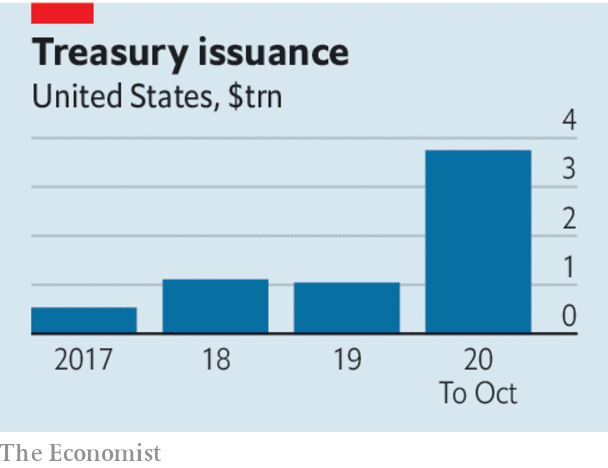 Treasury issuance
United States, $trn
4
3
2
1
0
2017 18 19 20
To Oct
The Economist